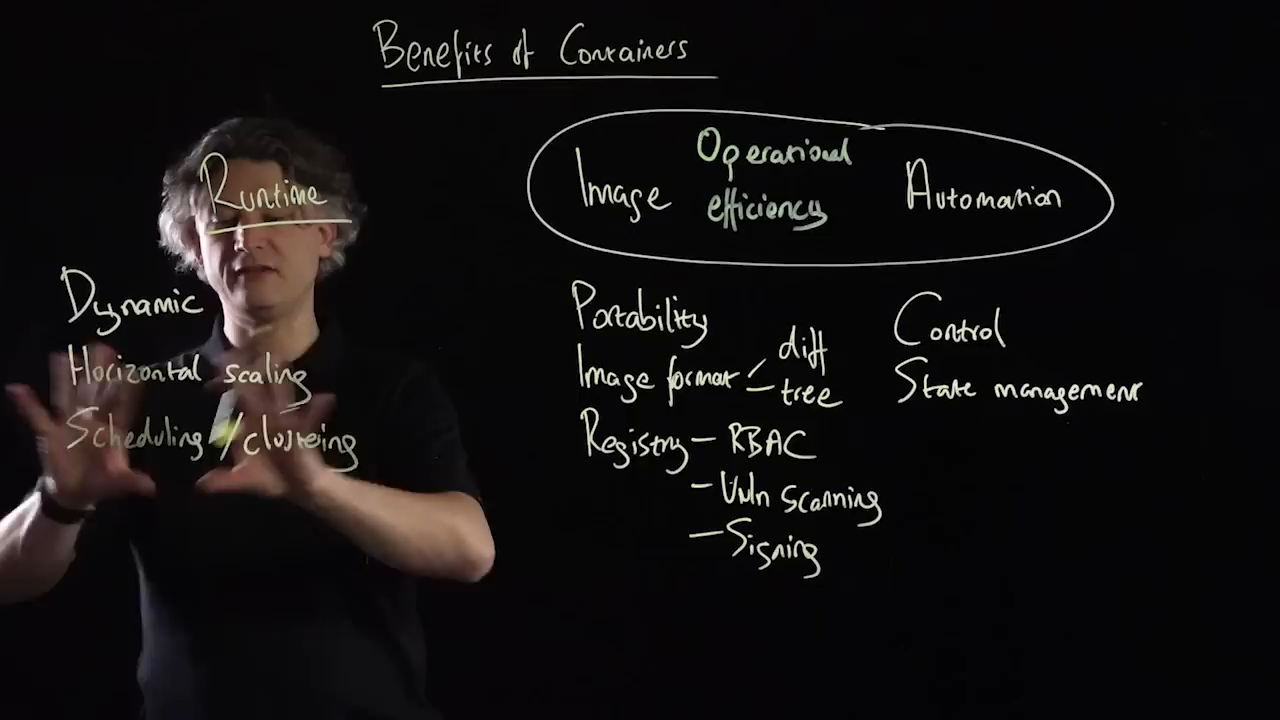 Benefits of Containers
Runtime
Dynamic
Horizontal scaling
Scheduling / clustering
Operational
efficiency
Image
Automation
Portability
Image format - diff
- tree
Registry - RBAC
- Vuln scanning
- Signing
Control
State management